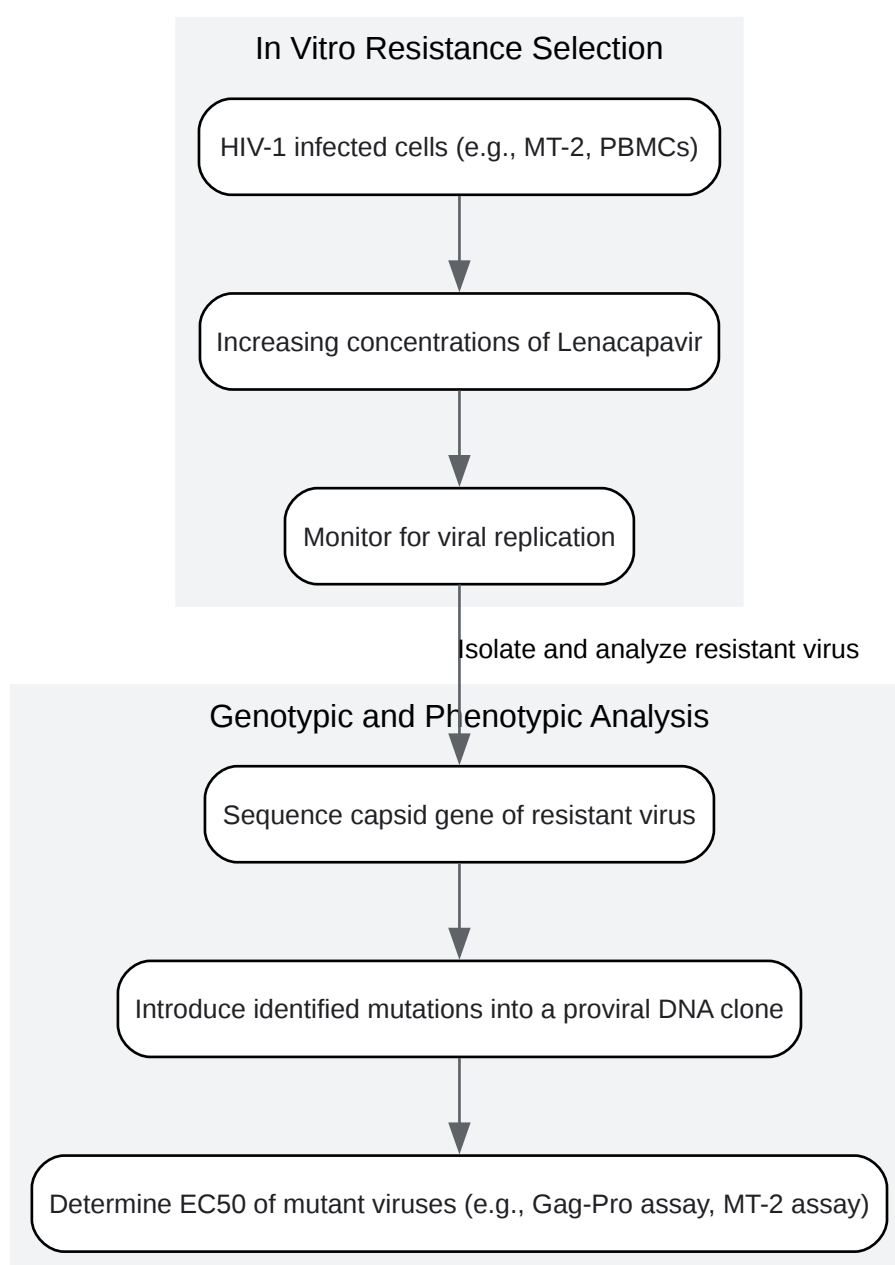 In Vitro Resistance Selection
HIV-1 infected cells (e.g., MT-2, PBMCs)
Increasing concentrations of Lenacapavir
Monitor for viral replication
Isolate and analyze resistant virus
Genotypic and Phenotypic Analysis
Sequence capsid gene of resistant virus
Introduce identified mutations into a proviral DNA clone
Determine EC50 of mutant viruses (e.g., Gag-Pro assay, MT-2 assay)